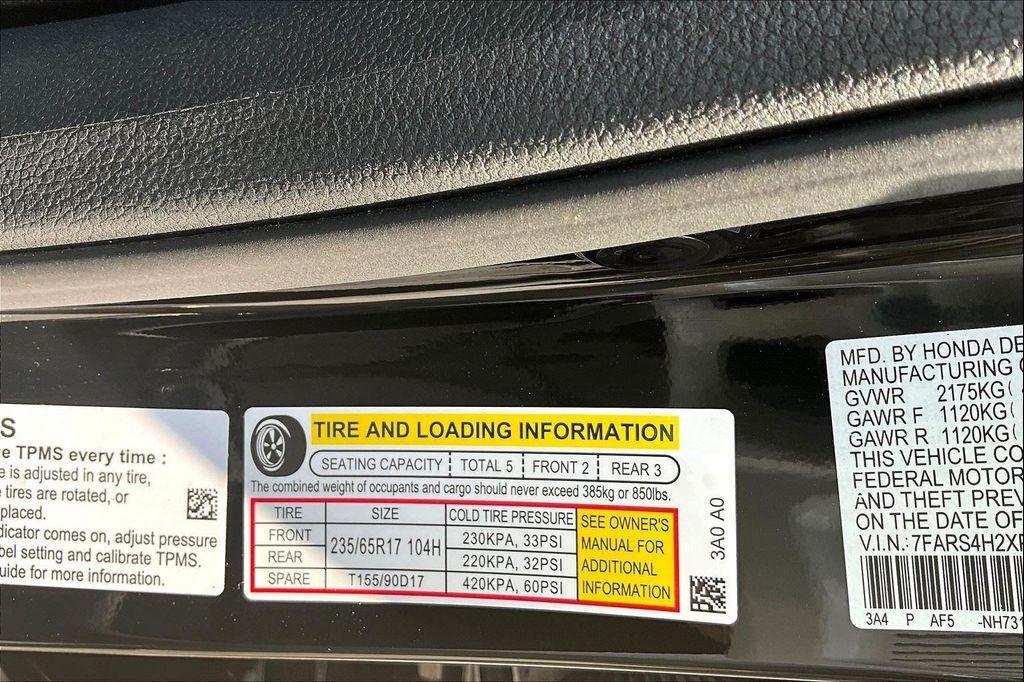 S
e TPMS every time :
e is adjusted in any tire,
e tires are rotated, or
placed.
dicator comes on, adjust pressure
bel setting and calibrate TPMS.
uide for more information.
TIRE AND LOADING INFORMATION
SEATING CAPACITY TOTAL 5 FRONT 2 REAR 3
The combined weight of occupants and cargo should never exceed 385kg or 850lbs.
TIRE SIZE COLD TIRE PRESSURE
FRONT 235/65R17 104H 230KPA, 33PSI
REAR 220KPA, 32PSI
SPARE T155/90D17 420KPA, 60PSI
SEE OWNER'S
MANUAL FOR
ADDITIONAL
INFORMATION
3A0 A0
MFD. BY HONDA DE
MANUFACTURING C
GVWR 2175KG(
GAWR F 1120KG(
GAWR R 1120KG(
THIS VEHICLE CO
FEDERAL MOTOR
AND THEFT PREV
ON THE DATE OF
V.I.N.:7FARS4H2XP
3A4 P AF5 -NH731